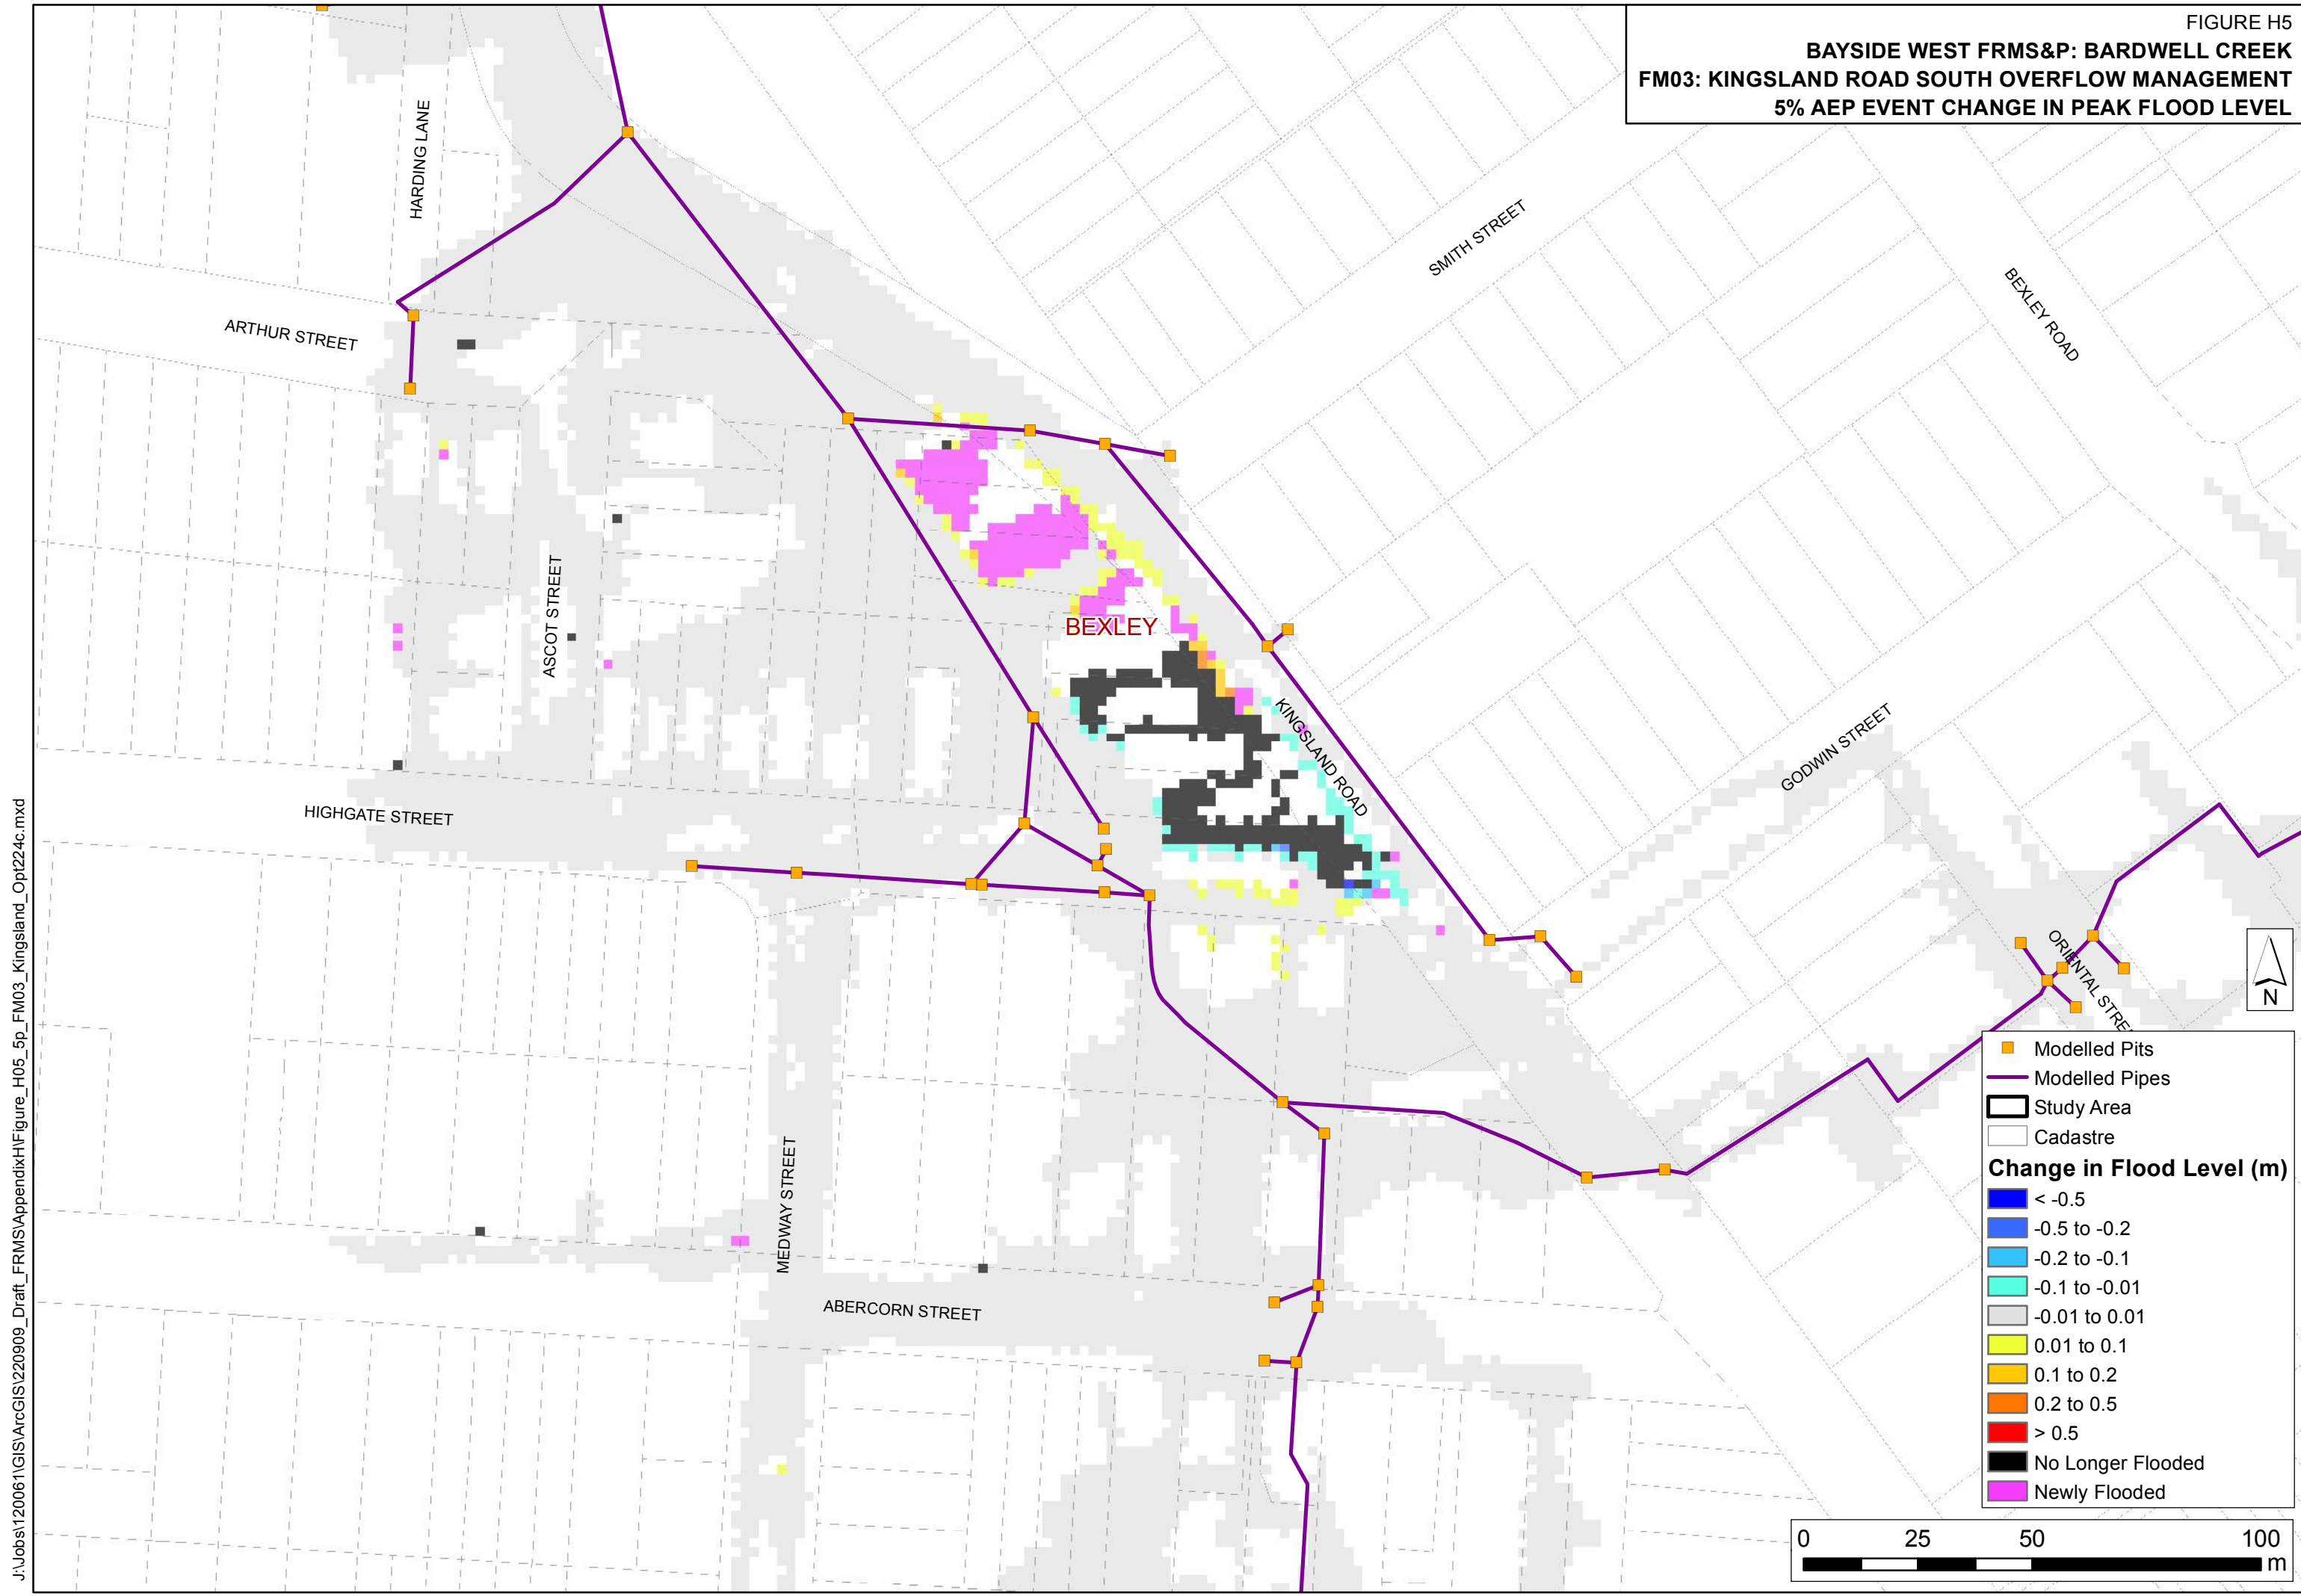 FIGURE H5
BAYSIDE WEST FRMS&P: BARDWELL CREEK
FM03: KINGSLAND ROAD SOUTH OVERFLOW MANAGEMENT
5% AEP EVENT CHANGE IN PEAK FLOOD LEVEL
HARDING LANE
SMITH STREET
BEXLEY ROAD
ARTHUR STREET
ASCOT STREET
BEXLEY
KINGSLAND ROAD
GODWIN STREET
HIGHGATE STREET
ORIENTAL STRE
N
MEDWAY STREET
ABERCORN STREET
Modelled Pits
Modelled Pipes
Study Area
Cadastre
Change in Flood Level (m)
< -0.5
-0.5 to -0.2
-0.2 to -0.1
-0.1 to -0.01
-0.01 to 0.01
0.01 to 0.1
0.1 to 0.2
0.2 to 0.5
> 0.5
No Longer Flooded
Newly Flooded
0 25 50 100
m
J:\Jobs\120061\GIS\ArcGIS\220909_Draft_FRMS\AppendixH\Figure_H05_5p_FM03_Kingsland_Opt224c.mxd